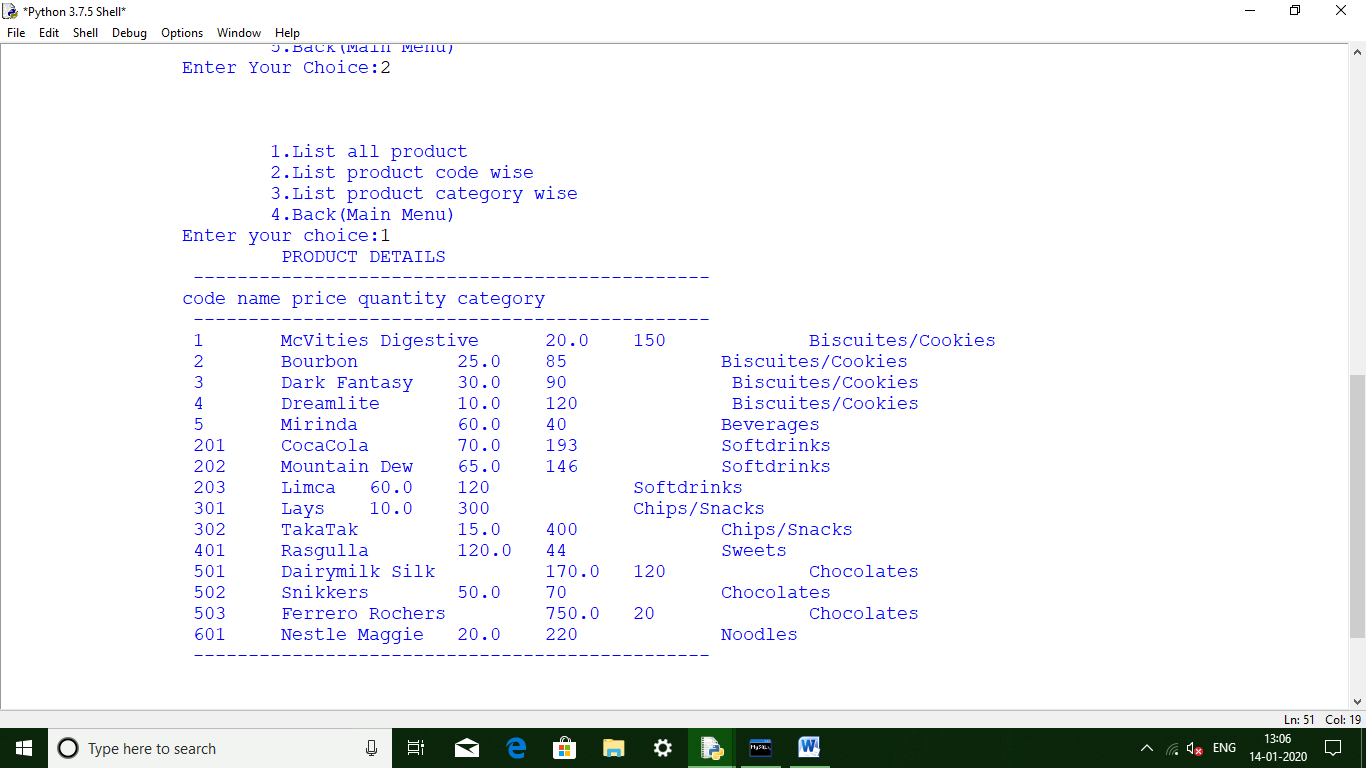 *Python 3.7.5 Shell*
File Edit Shell Debug Options Window Help
5.Back(Main Menu)
Enter Your Choice:2
1.List all product
2.List product code wise
3.List product category wise
4.Back(Main Menu)
Enter your choice:1
PRODUCT DETAILS
-----------------------------------------------
code name price quantity category
-----------------------------------------------
1 McVities Digestive 20.0 150 Biscuites/Cookies
2 Bourbon 25.0 85 Biscuites/Cookies
3 Dark Fantasy 30.0 90 Biscuites/Cookies
4 Dreamlite 10.0 120 Biscuites/Cookies
5 Mirinda 60.0 40 Beverages
201 CocaCola 70.0 193 Softdrinks
202 Mountain Dew 65.0 146 Softdrinks
203 Limca 60.0 120 Softdrinks
301 Lays 10.0 300 Chips/Snacks
302 TakaTak 15.0 400 Chips/Snacks
401 Rasgulla 120.0 44 Sweets
501 Dairymilk Silk 170.0 120 Chocolates
502 Snikkers 50.0 70 Chocolates
503 Ferrero Rochers 750.0 20 Chocolates
601 Nestle Maggie 20.0 220 Noodles
-----------------------------------------------
Ln: 51 Col: 19
Type here to search
MySQL
W
ENG
13:06
14-01-2020